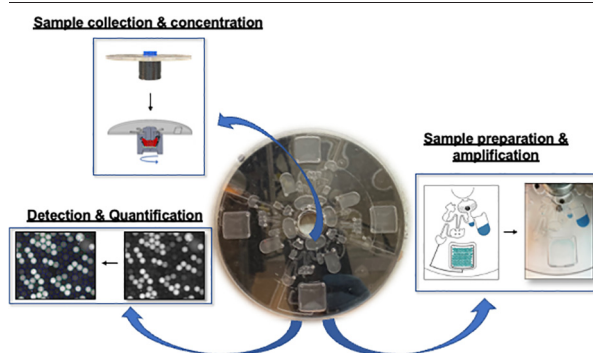 Sample collection & concentration
Sample preparation &
amplification
Detection & Quantification